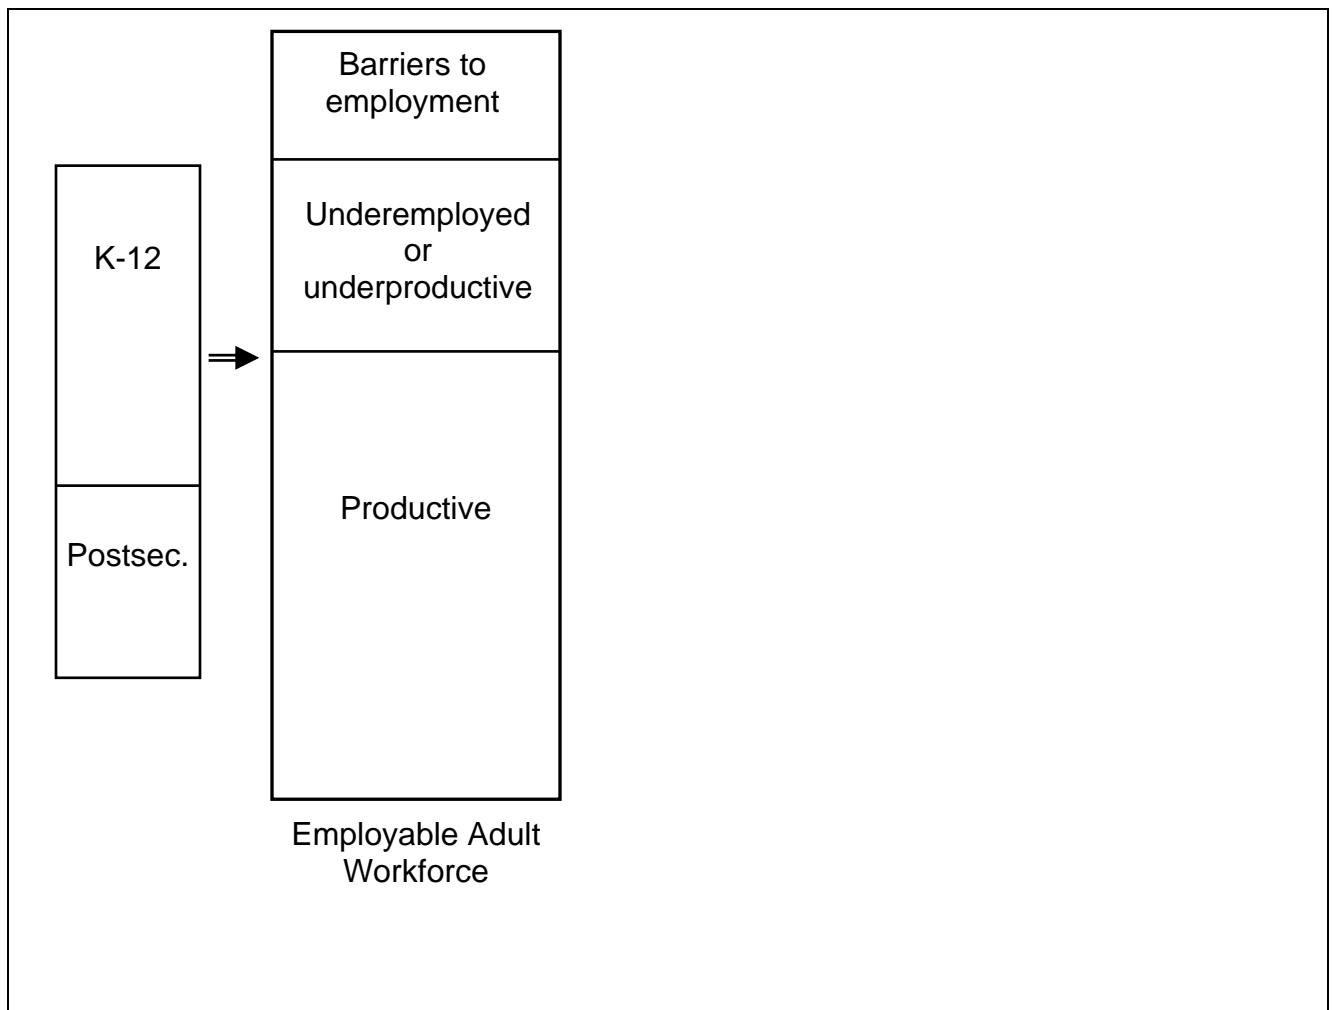 K-12
Postsec.
Barriers to
employment
Underemployed
or
underproductive
Productive
Employable Adult
Workforce